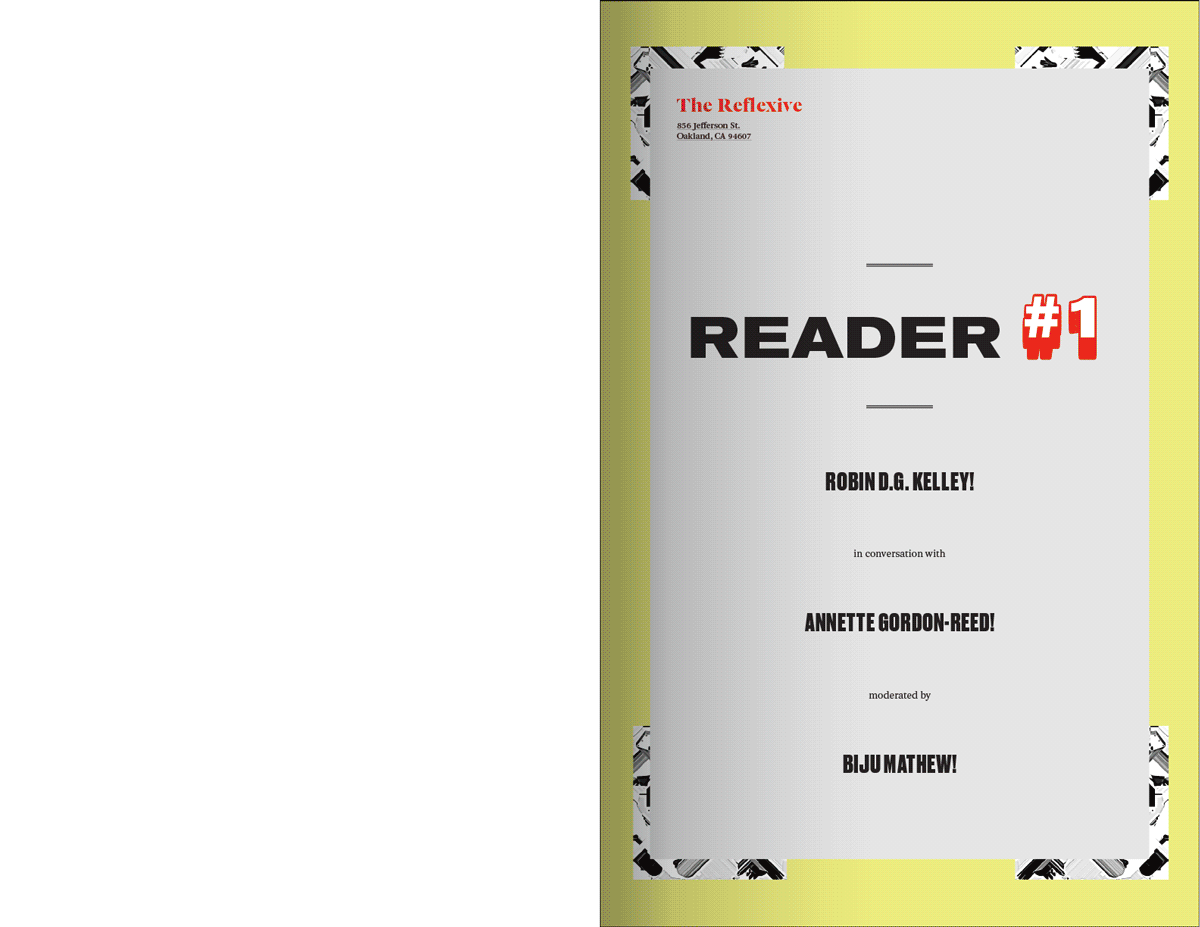 The Reflexive
856 Jefferson St.
Oakland, CA 94607
READER #1
ROBIN D.G. KELLEY!
in conversation with
ANNETTE GORDON-REED!
moderated by
BIJU MATHEW!